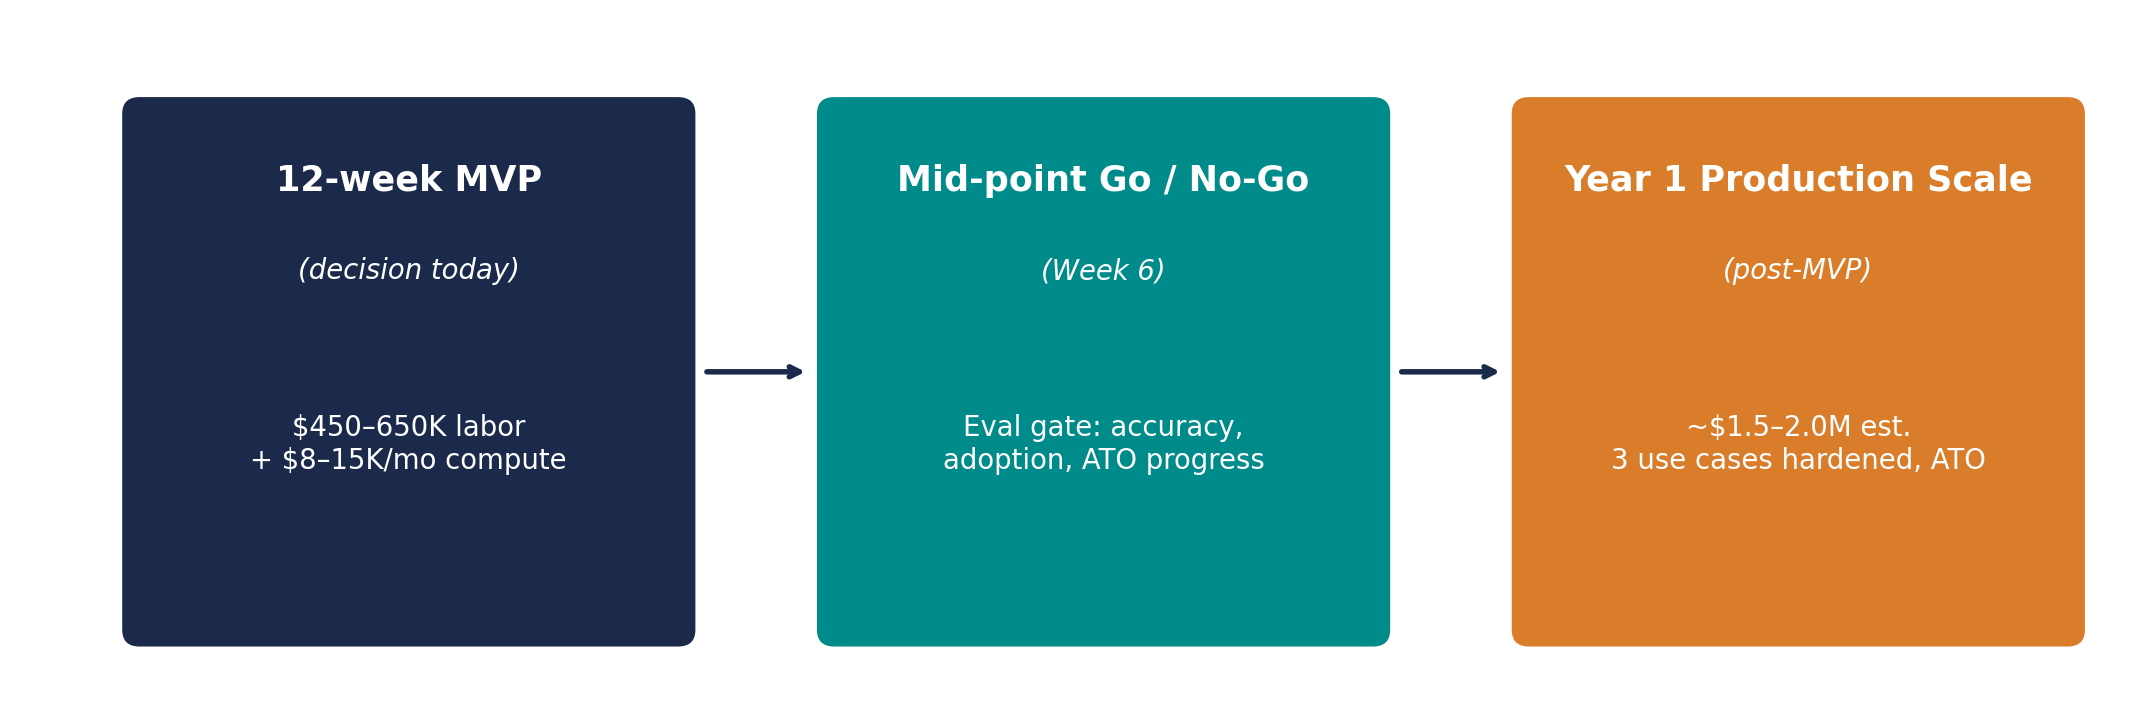 12-week MVP
(decision today)
$450–650K labor
+ $8–15K/mo compute
Mid-point Go / No-Go
(Week 6)
Eval gate: accuracy,
adoption, ATO progress
Year 1 Production Scale
(post-MVP)
~$1.5–2.0M est.
3 use cases hardened, ATO